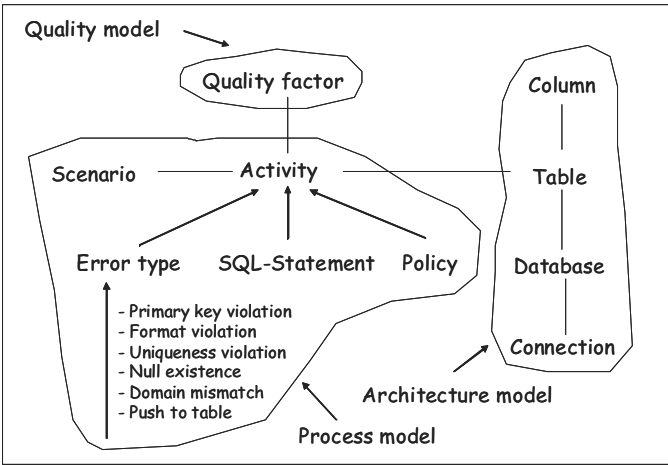 Quality model
Quality factor
Column
Scenario
Activity
Table
Error type
SQL-Statement
Policy
Database
- Primary key violation
- Format violation
- Uniqueness violation
- Null existence
- Domain mismatch
- Push to table
Connection
Architecture model
Process model